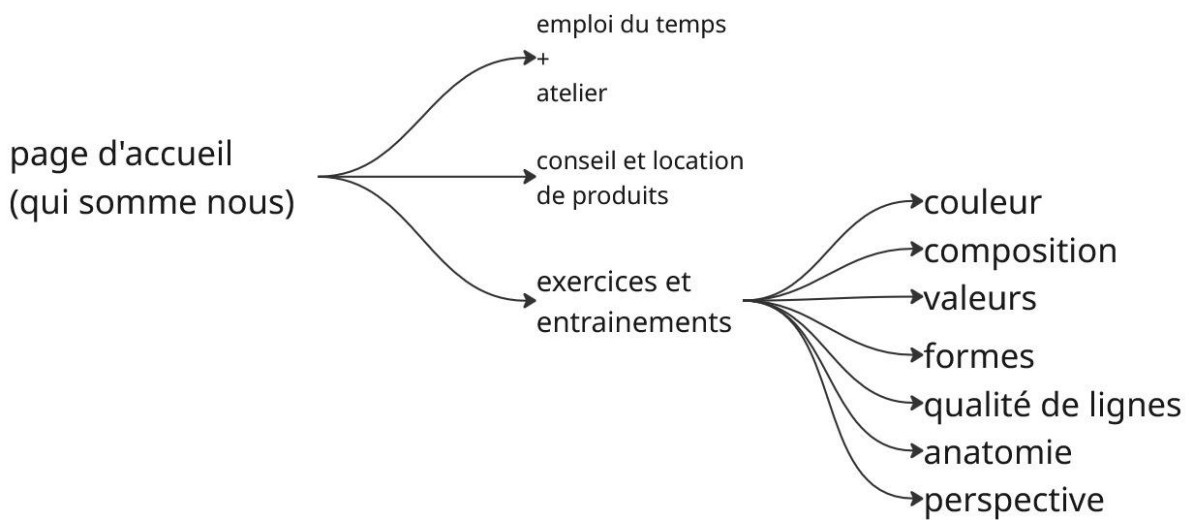 page d'accueil
(qui somme nous)
emploi du temps
+
atelier
conseil et location
de produits
exercices et
entrainements
couleur
composition
valeurs
formes
qualité de lignes
anatomie
perspective